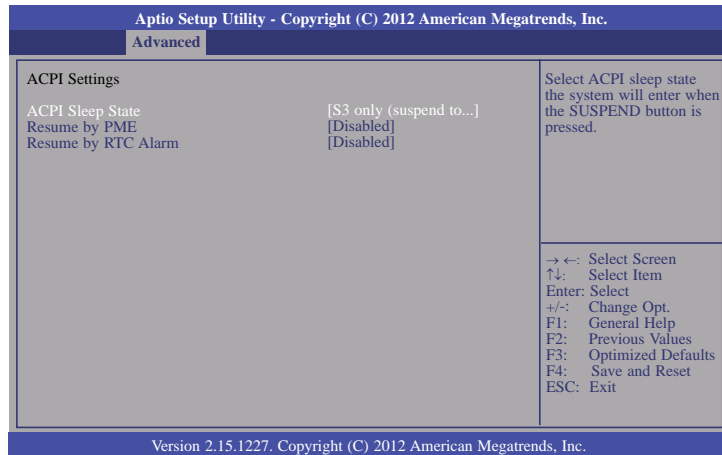 Aptio Setup Utility - Copyright (C) 2012 American Megatrends, Inc.
Advanced
ACPI Settings
ACPI Sleep State [S3 only (suspend to...]
Resume by PME [Disabled]
Resume by RTC Alarm [Disabled]
Select ACPI sleep state
the system will enter when
the SUSPEND button is
pressed.
→ ←: Select Screen
↑↓: Select Item
Enter: Select
+/-: Change Opt.
F1: General Help
F2: Previous Values
F3: Optimized Defaults
F4: Save and Reset
ESC: Exit
Version 2.15.1227. Copyright (C) 2012 American Megatrends, Inc.